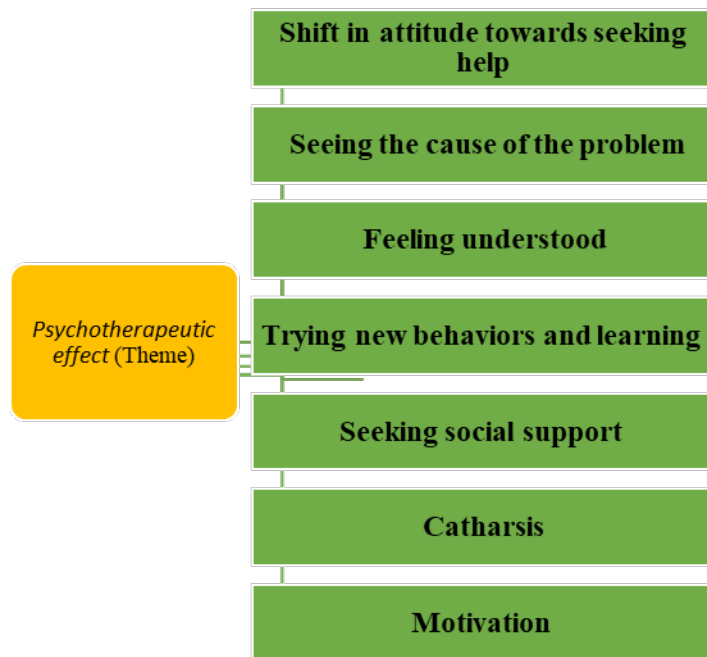 Shift in attitude towards seeking
help
Seeing the cause of the problem
Feeling understood
Psychotherapeutic
effect (Theme)
Trying new behaviors and learning
Seeking social support
Catharsis
Motivation